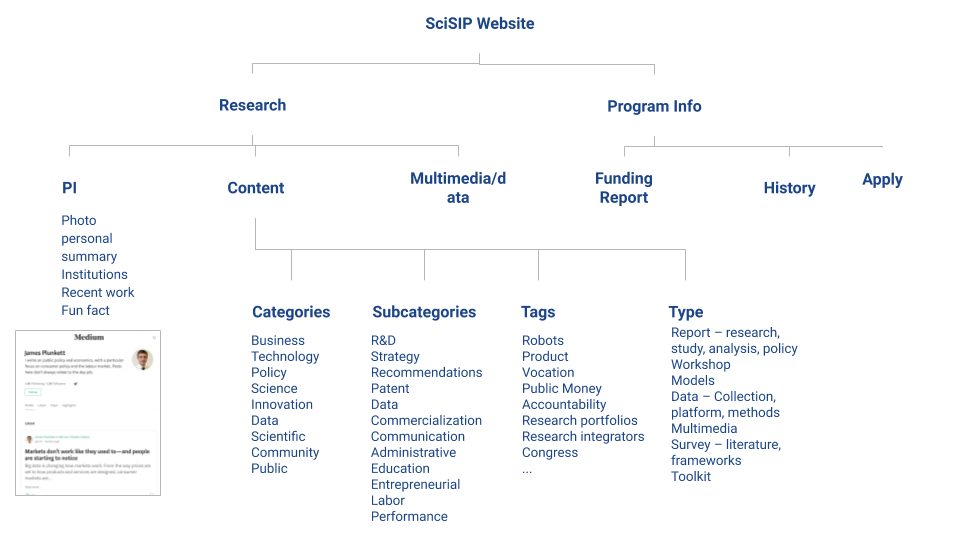 SciSIP Website
Research
Program Info
PI
Content
Multimedia/d
ata
Funding
Report
History
Apply
Photo
personal
summary
Institutions
Recent work
Fun fact
Medium
James Plunkett
I write on public policy and economics, with a particular
focus on consumer policy and the labour market. Posts
here don't always relate to the day job.
Markets don't work like they used to—and people
are starting to notice
Big data is changing how markets work. From the way prices are
set to how products and services are designed, consumer
markets are...
Categories
Business
Technology
Policy
Science
Innovation
Data
Scientific
Community
Public
Subcategories
R&D
Strategy
Recommendations
Patent
Data
Commercialization
Communication
Administrative
Education
Entrepreneurial
Labor
Performance
Tags
Robots
Product
Vocation
Public Money
Accountability
Research portfolios
Research integrators
Congress
...
Type
Report – research,
study, analysis, policy
Workshop
Models
Data – Collection,
platform, methods
Multimedia
Survey – literature,
frameworks
Toolkit